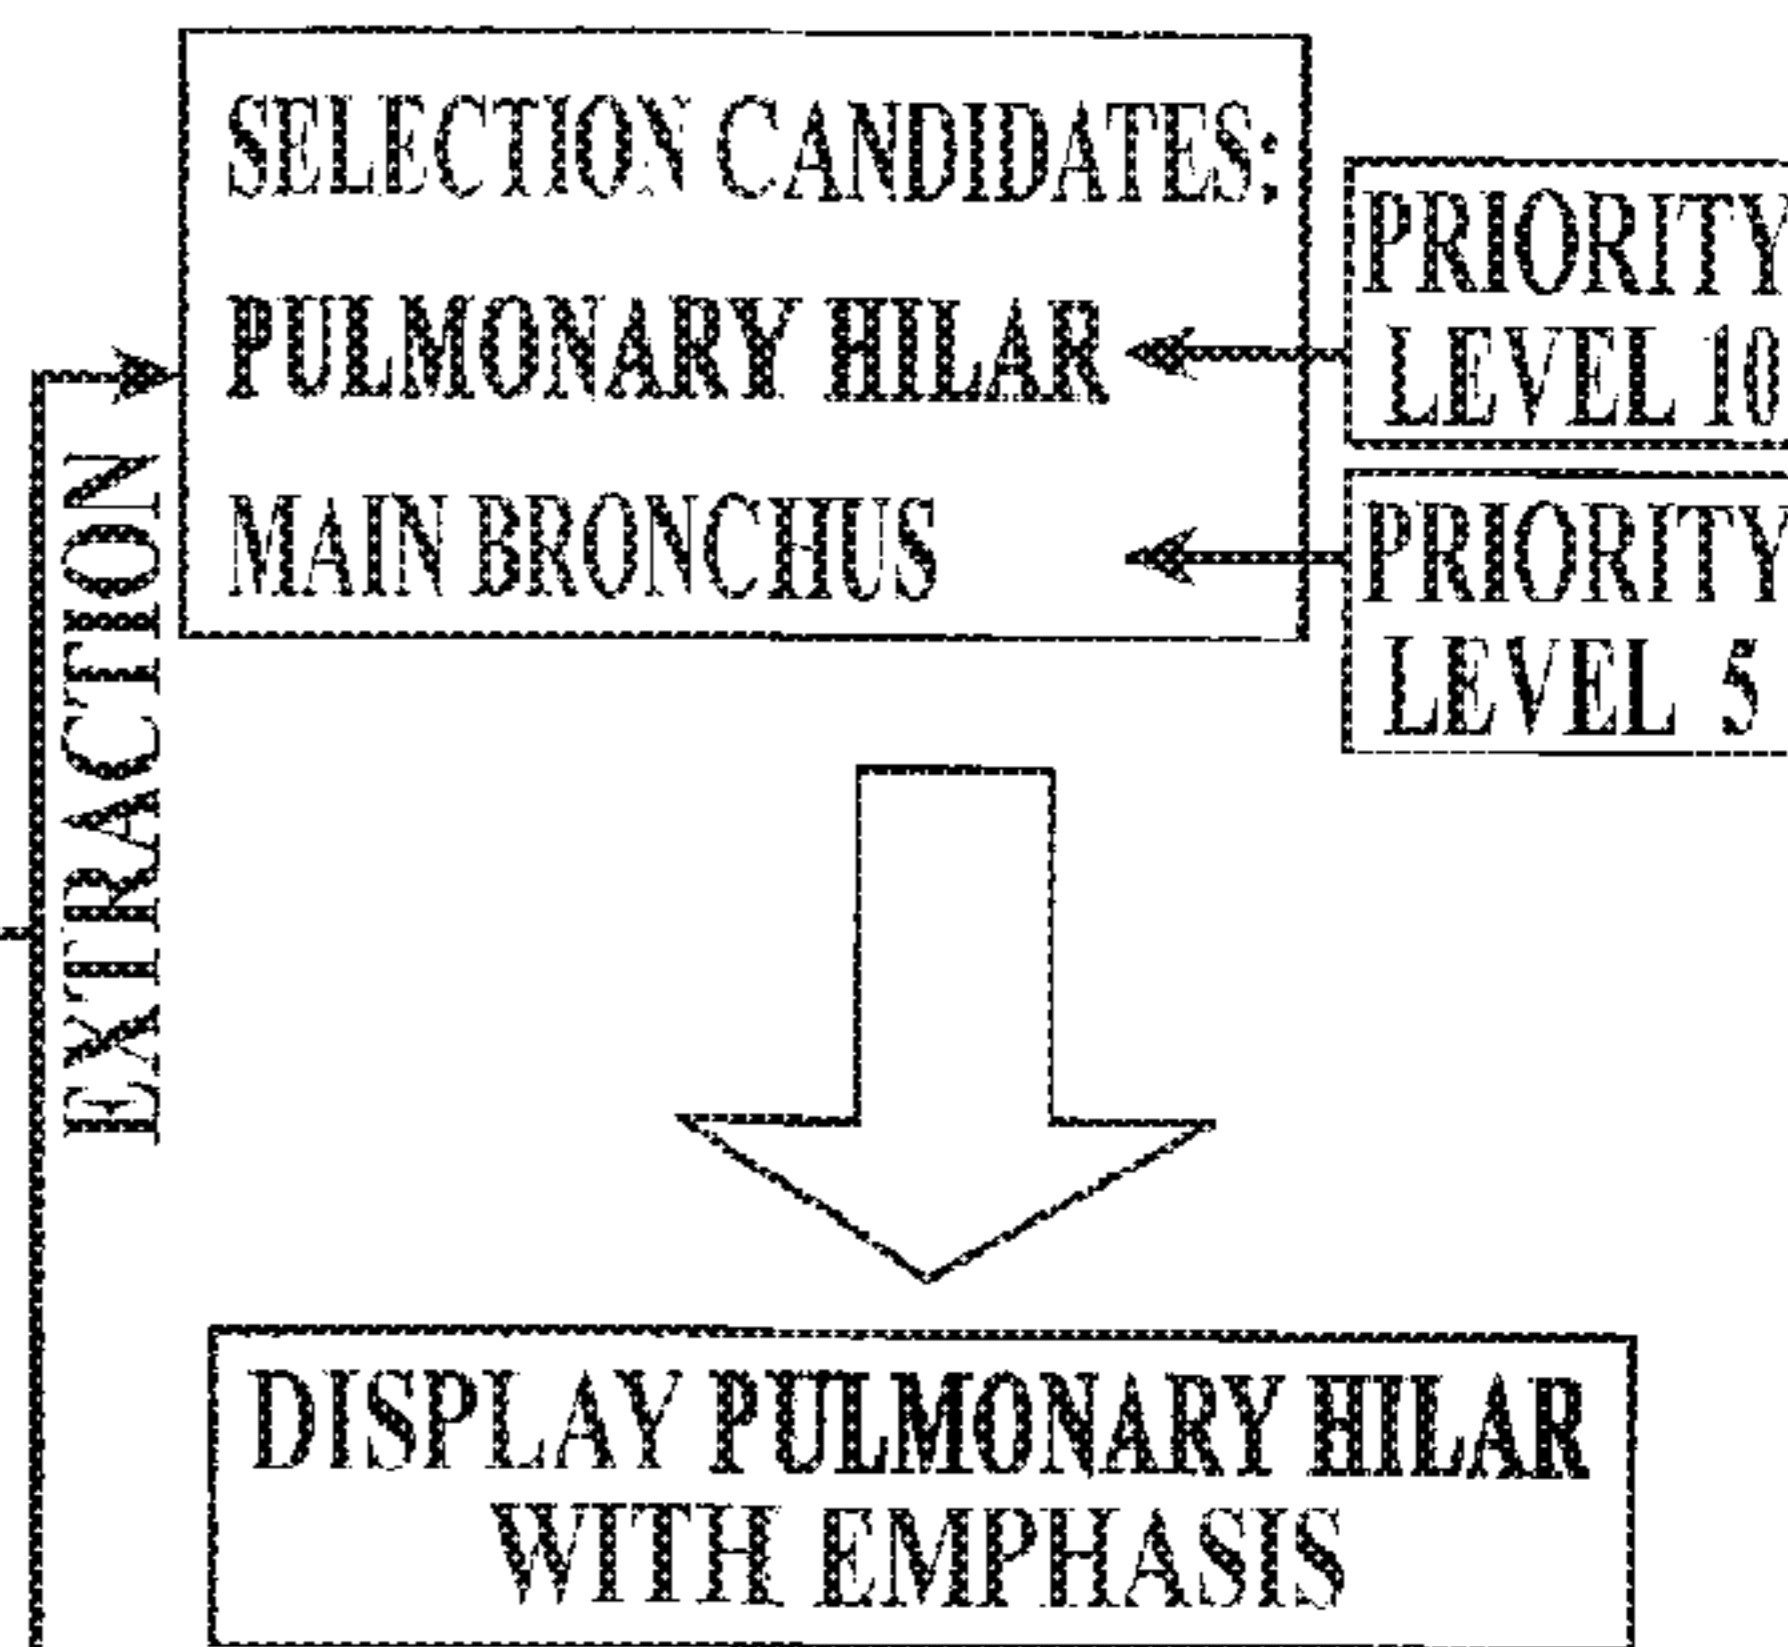 SELECTION CANDIDATES:
PULMONARY HILAR
MAIN BRONCHUS
PRIORITY
LEVEL 10
PRIORITY
LEVEL 5
EXTRACTION
DISPLAY PULMONARY HILAR
WITH EMPHASIS